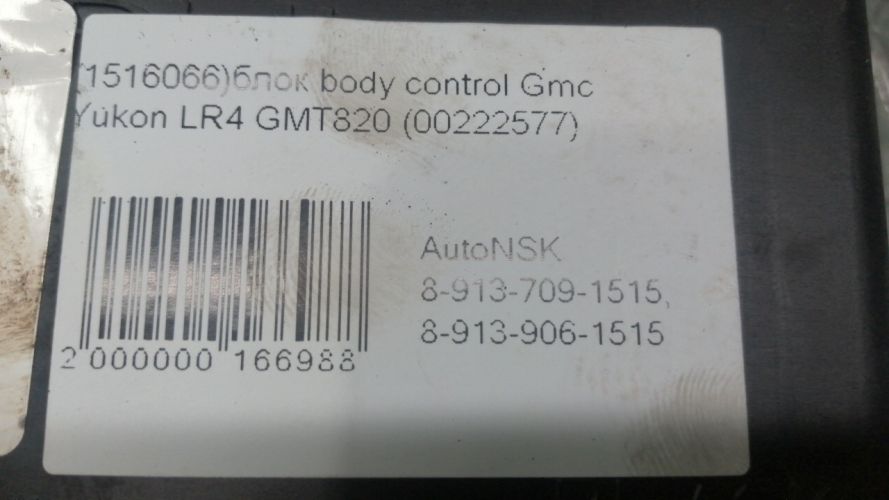 (1516066)блок body control Gmc
Yukon LR4 GMT820 (00222577)
AutoNSK
8-913-709-1515,
8-913-906-1515
2 000000 166988